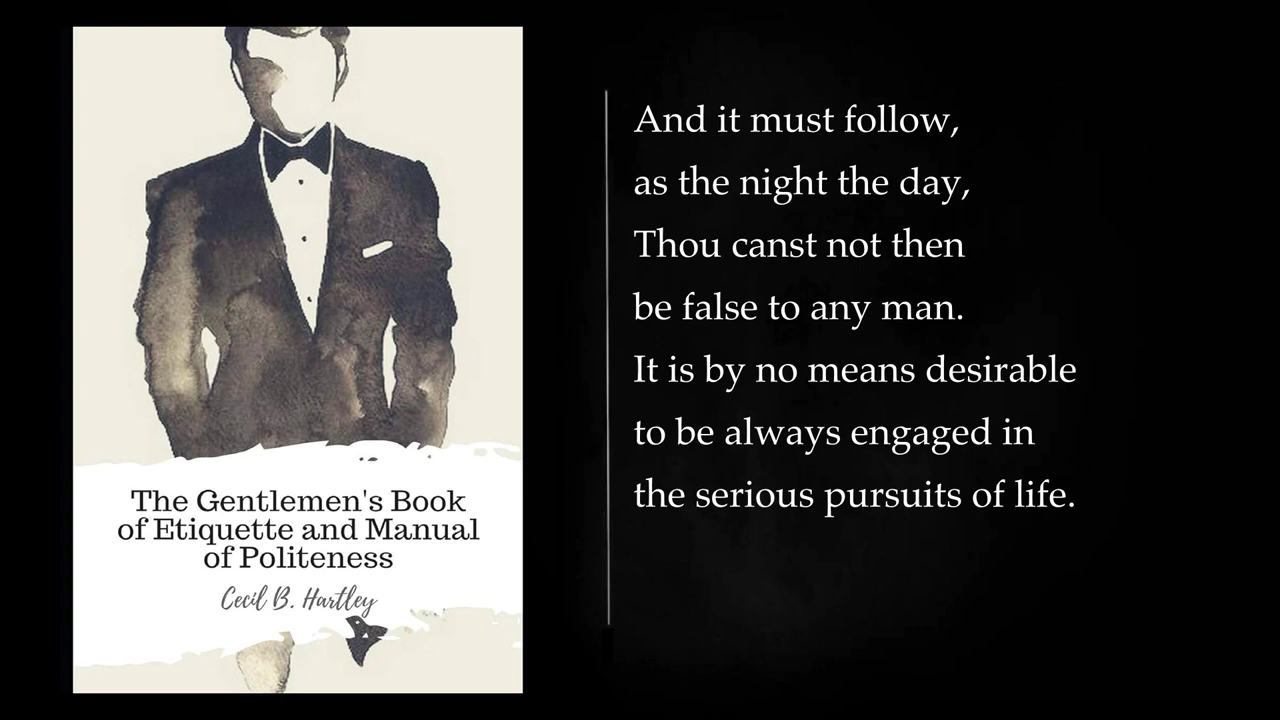 The Gentlemen's Book
of Etiquette and Manual
of Politeness
Cecil B. Hartley
And it must follow,
as the night the day,
Thou canst not then
be false to any man.
It is by no means desirable
to be always engaged in
the serious pursuits of life.